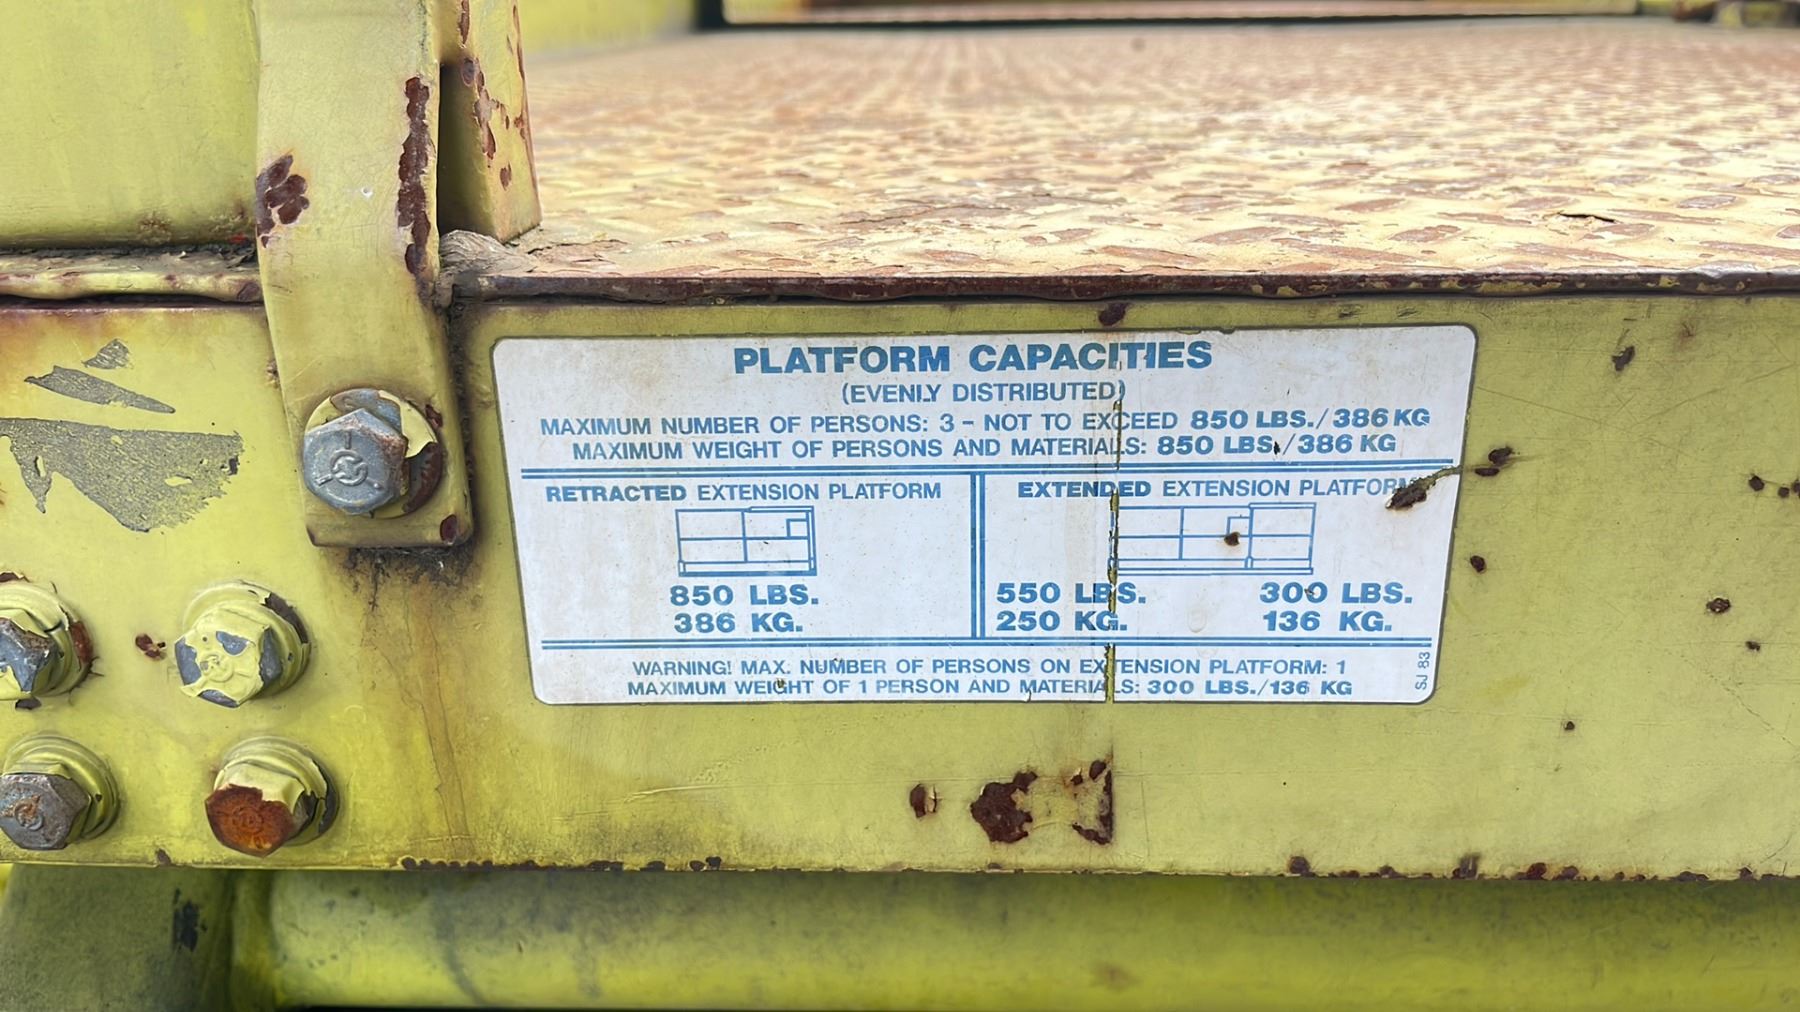 PLATFORM CAPACITIES
(EVENLY DISTRIBUTED)
MAXIMUM NUMBER OF PERSONS: 3 - NOT TO EXCEED 850 LBS./386 KG
MAXIMUM WEIGHT OF PERSONS AND MATERIALS: 850 LBS./386 KG
RETRACTED EXTENSION PLATFORM
850 LBS.
386 KG.
EXTENDED EXTENSION PLATFORM
550 LBS. 300 LBS.
250 KG. 136 KG.
WARNING! MAX. NUMBER OF PERSONS ON EXTENSION PLATFORM: 1
MAXIMUM WEIGHT OF 1 PERSON AND MATERIALS: 300 LBS./136 KG
SJ 83